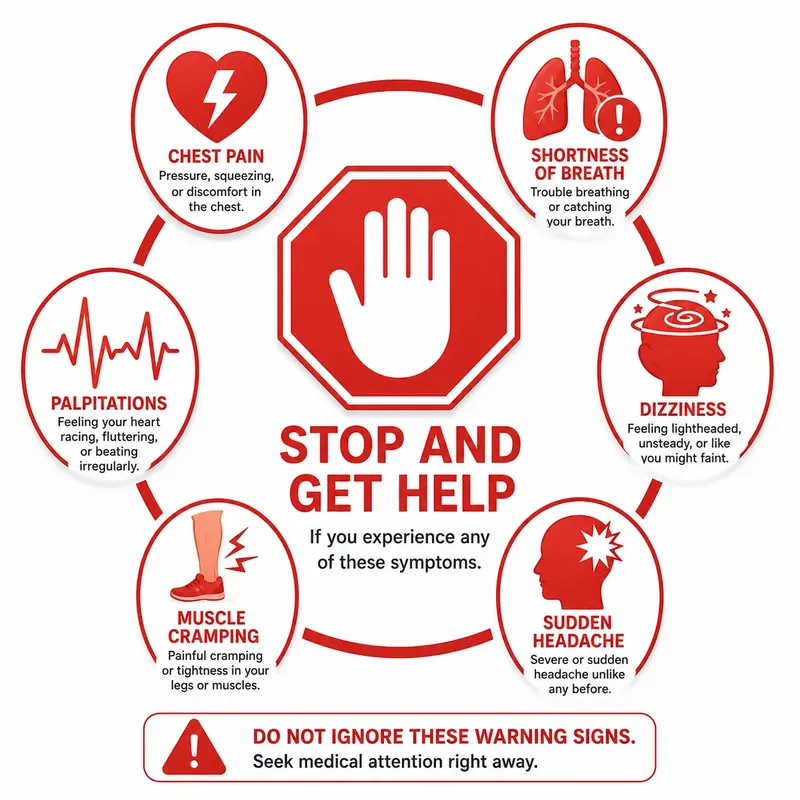 CHEST PAIN
Pressure, squeezing,
or discomfort in
the chest.
SHORTNESS
OF BREATH
Trouble breathing
or catching
your breath.
PALPITATIONS
Feeling your heart
racing, fluttering,
or beating
irregularly.
DIZZINESS
Feeling lightheaded,
unsteady, or like
you might faint.
STOP AND
GET HELP
If you experience any
of these symptoms.
MUSCLE
CRAMPING
Painful cramping
or tightness in your
legs or muscles.
SUDDEN
HEADACHE
Severe or sudden
headache unlike
any before.
DO NOT IGNORE THESE WARNING SIGNS.
Seek medical attention right away.